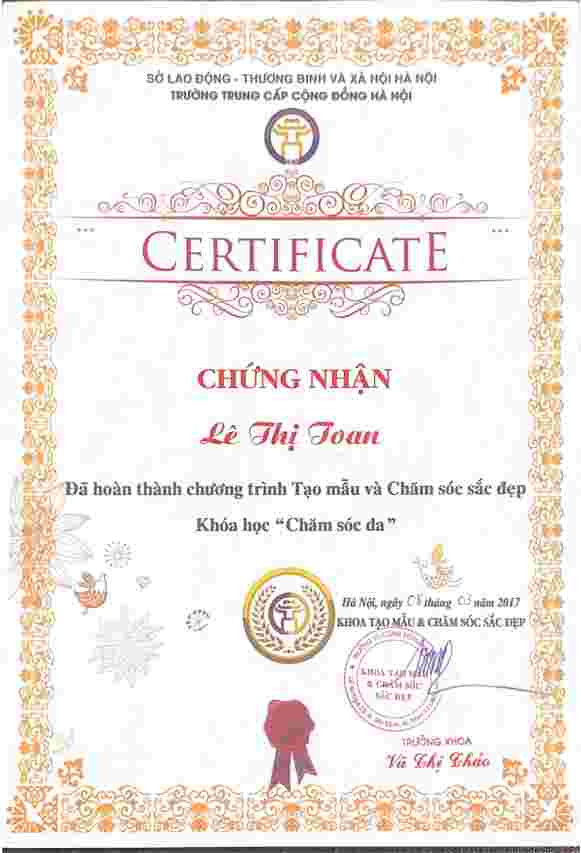 SỞ LAO ĐỘNG - THƯƠNG BINH VÀ XÃ HỘI HÀ NỘI
TRƯỜNG TRUNG CẤP CỘNG ĐỒNG HÀ NỘI
CERTIFICATE
CHỨNG NHẬN
Lê Thị Toan
Đã hoàn thành chương trình Tạo mẫu và Chăm sóc sắc đẹp
Khóa học “Chăm sóc da”
Hà Nội, ngày 08 tháng 03 năm 2017
KHOA TẠO MẪU & CHĂM SÓC SẮC ĐẸP
KHOA TẠO MẪU
& CHĂM SÓC
SẮC ĐẸP
TRƯỞNG KHOA
Vũ Thị Thảo